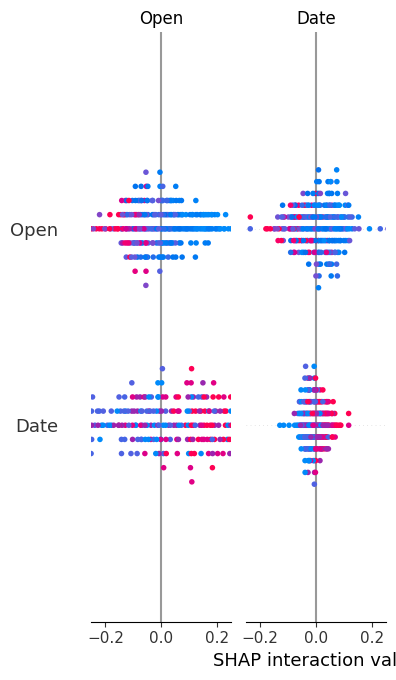 Open Date
Open
Date
−0.2 0.0 0.2 −0.2 0.0 0.2
SHAP interaction val